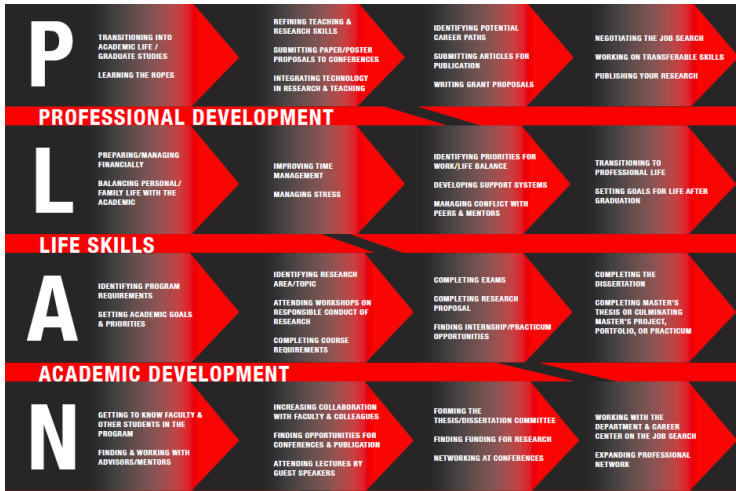 P
TRANSITIONING INTO
ACADEMIC LIFE /
GRADUATE STUDIES
LEARNING THE ROPES
REFINING TEACHING &
RESEARCH SKILLS
SUBMITTING PAPER/POSTER
PROPOSALS TO CONFERENCES
INTEGRATING TECHNOLOGY
IN RESEARCH & TEACHING
IDENTIFYING POTENTIAL
CAREER PATHS
SUBMITTING ARTICLES FOR
PUBLICATION
WRITING GRANT PROPOSALS
NEGOTIATING THE JOB SEARCH
WORKING ON TRANSFERABLE SKILLS
PUBLISHING YOUR RESEARCH
PROFESSIONAL DEVELOPMENT
L
PREPARING/MANAGING
FINANCIALLY
BALANCING PERSONAL/
FAMILY LIFE WITH THE
ACADEMIC
IMPROVING TIME
MANAGEMENT
MANAGING STRESS
IDENTIFYING PRIORITIES FOR
WORK/LIFE BALANCE
DEVELOPING SUPPORT SYSTEMS
MANAGING CONFLICT WITH
PEERS & MENTORS
TRANSITIONING TO
PROFESSIONAL LIFE
SETTING GOALS FOR LIFE AFTER
GRADUATION
LIFE SKILLS
A
IDENTIFYING PROGRAM
REQUIREMENTS
SETTING ACADEMIC GOALS
& PRIORITIES
IDENTIFYING RESEARCH
AREA/TOPIC
ATTENDING WORKSHOPS ON
RESPONSIBLE CONDUCT OF
RESEARCH
COMPLETING COURSE
REQUIREMENTS
COMPLETING EXAMS
COMPLETING RESEARCH
PROPOSAL
FINDING INTERNSHIP/PRACTICUM
OPPORTUNITIES
COMPLETING THE
DISSERTATION
COMPLETING MASTER'S
THESIS OR CULMINATING
MASTER'S PROJECT,
PORTFOLIO, OR PRACTICUM
ACADEMIC DEVELOPMENT
N
GETTING TO KNOW FACULTY &
OTHER STUDENTS IN THE
PROGRAM
FINDING & WORKING WITH
ADVISORS/MENTORS
INCREASING COLLABORATION
WITH FACULTY & COLLEAGUES
FINDING OPPORTUNITIES FOR
CONFERENCES & PUBLICATION
ATTENDING LECTURES BY
GUEST SPEAKERS
FORMING THE
THESIS/DISSERTATION COMMITTEE
FINDING FUNDING FOR RESEARCH
NETWORKING AT CONFERENCES
WORKING WITH THE
DEPARTMENT & CAREER
CENTER ON THE JOB SEARCH
EXPANDING PROFESSIONAL
NETWORK